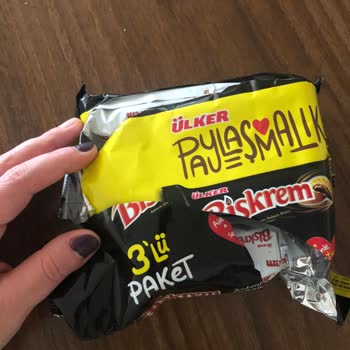 ÜLKER
PAYLAŞMALIK
ÜLKER
Biskrem
3'LÜ
PAKET